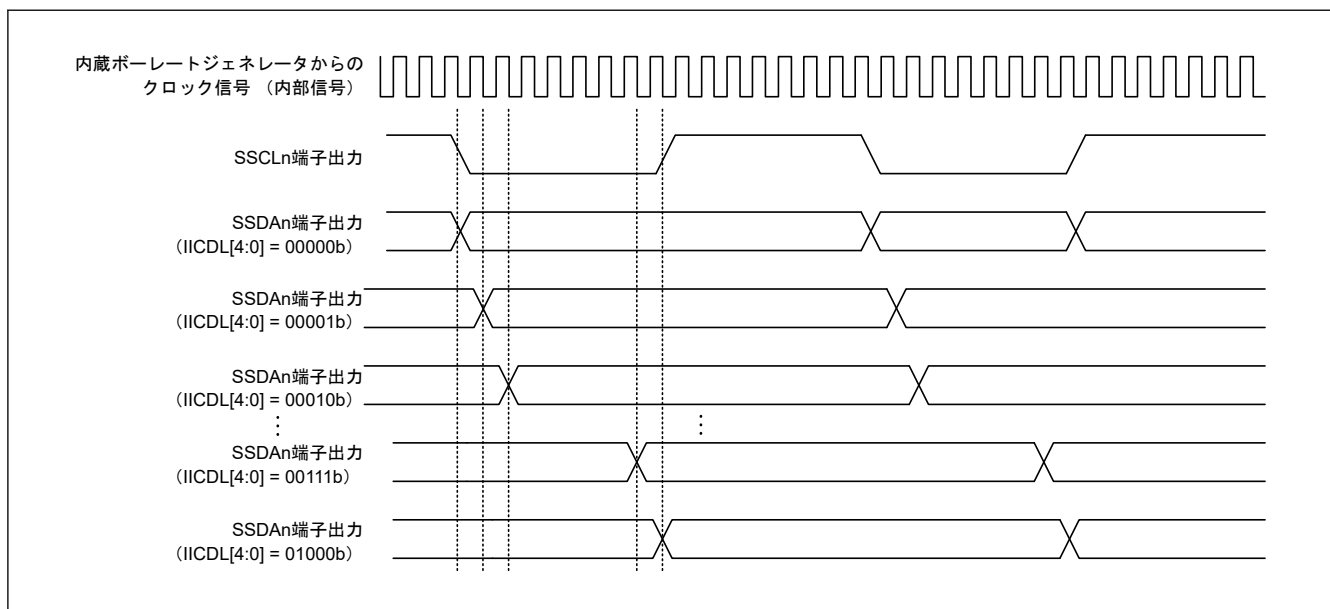 内蔵ボーレートジェネレータからの
クロック信号 （内部信号）
SSCLn端子出力
SSDAn端子出力
（IICDL[4:0] = 00000b）
SSDAn端子出力
（IICDL[4:0] = 00001b）
SSDAn端子出力
（IICDL[4:0] = 00010b）
SSDAn端子出力
（IICDL[4:0] = 00111b）
SSDAn端子出力
（IICDL[4:0] = 01000b）